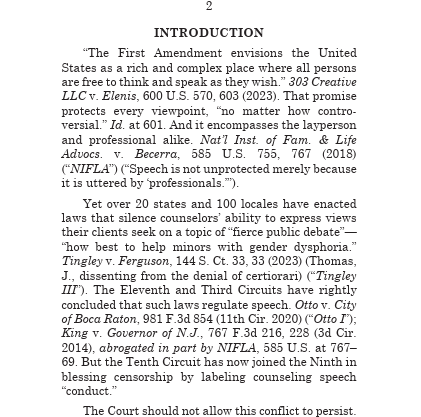 2
INTRODUCTION
“The First Amendment envisions the United
States as a rich and complex place where all persons
are free to think and speak as they wish.” 303 Creative
LLC v. Elenis, 600 U.S. 570, 603 (2023). That promise
protects every viewpoint, “no matter how contro-
versial.” Id. at 601. And it encompasses the layperson
and professional alike. Nat’l Inst. of Fam. & Life
Advocs. v. Becerra, 585 U.S. 755, 767 (2018)
(“NIFLA”) (“Speech is not unprotected merely because
it is uttered by ‘professionals.’”).
Yet over 20 states and 100 locales have enacted
laws that silence counselors’ ability to express views
their clients seek on a topic of “fierce public debate”—
“how best to help minors with gender dysphoria.”
Tingley v. Ferguson, 144 S. Ct. 33, 33 (2023) (Thomas,
J., dissenting from the denial of certiorari) (“Tingley
III”). The Eleventh and Third Circuits have rightly
concluded that such laws regulate speech. Otto v. City
of Boca Raton, 981 F.3d 854 (11th Cir. 2020) (“Otto I”);
King v. Governor of N.J., 767 F.3d 216, 228 (3d Cir.
2014), abrogated in part by NIFLA, 585 U.S. at 767–
69. But the Tenth Circuit has now joined the Ninth in
blessing censorship by labeling counseling speech
“conduct.”
The Court should not allow this conflict to persist.